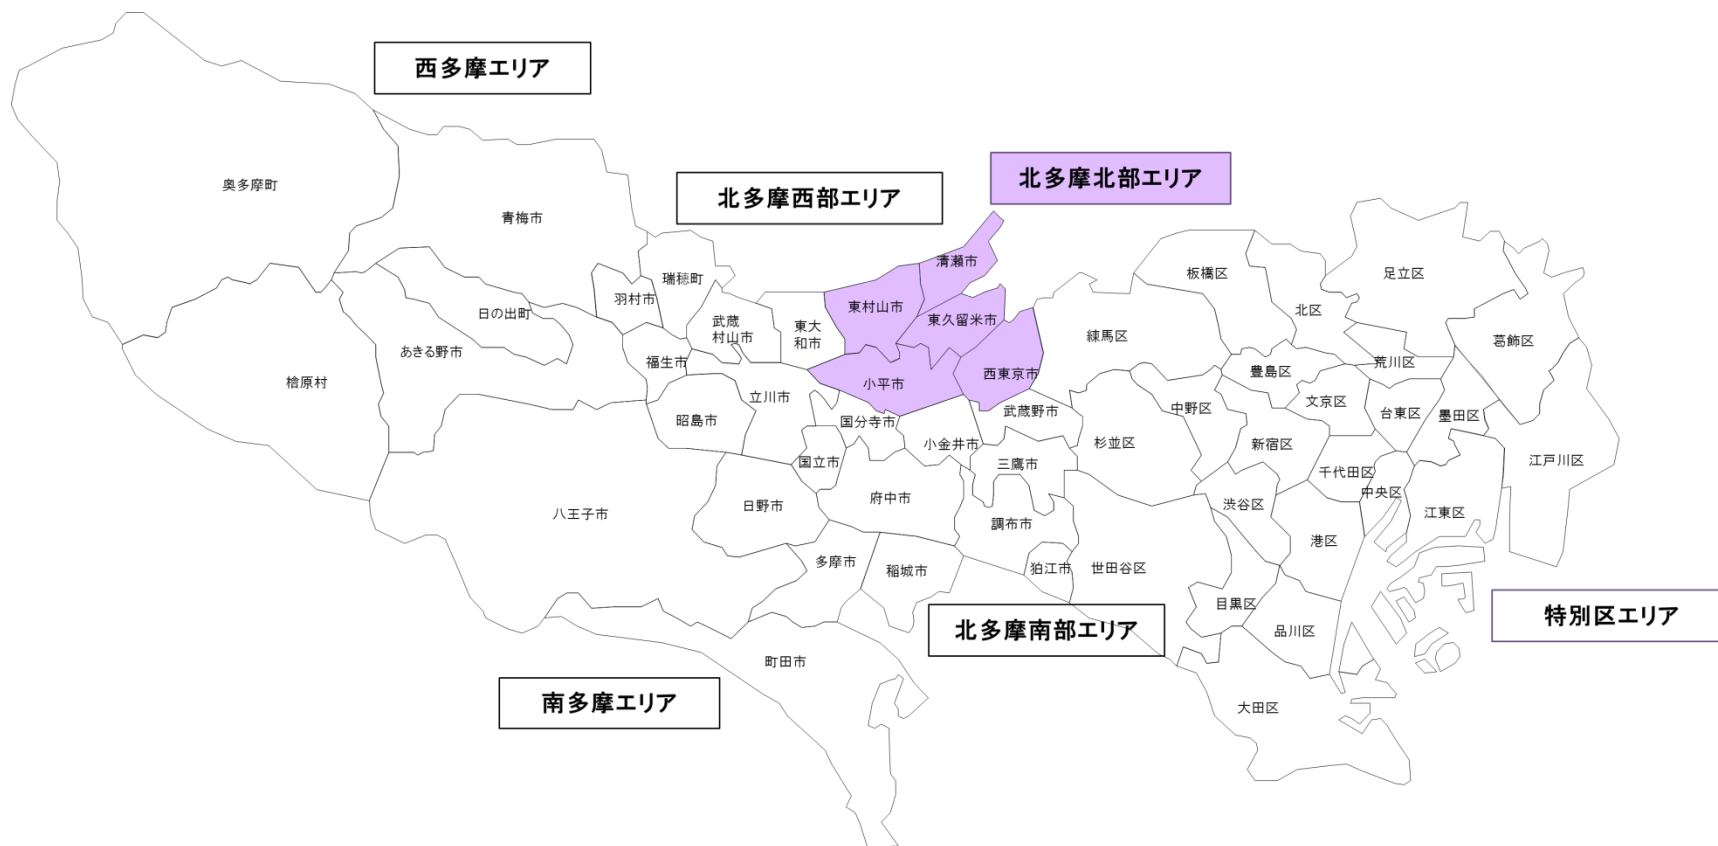 西多摩エリア
北多摩西部エリア
北多摩北部エリア
奥多摩町
青梅市
瑞穂町
羽村市
日の出町
あきる野市
檜原村
福生市
武蔵
村山市
東大
和市
東村山市
清瀬市
東久留米市
小平市
西東京市
立川市
昭島市
国分寺市
国立市
小金井市
武蔵野市
三鷹市
府中市
調布市
狛江市
八王子市
日野市
多摩市
稲城市
町田市
練馬区
板橋区
北区
足立区
葛飾区
荒川区
豊島区
文京区
台東区
墨田区
江戸川区
中野区
杉並区
新宿区
千代田区
中央区
江東区
渋谷区
港区
世田谷区
目黒区
品川区
大田区
北多摩南部エリア
特別区エリア
南多摩エリア